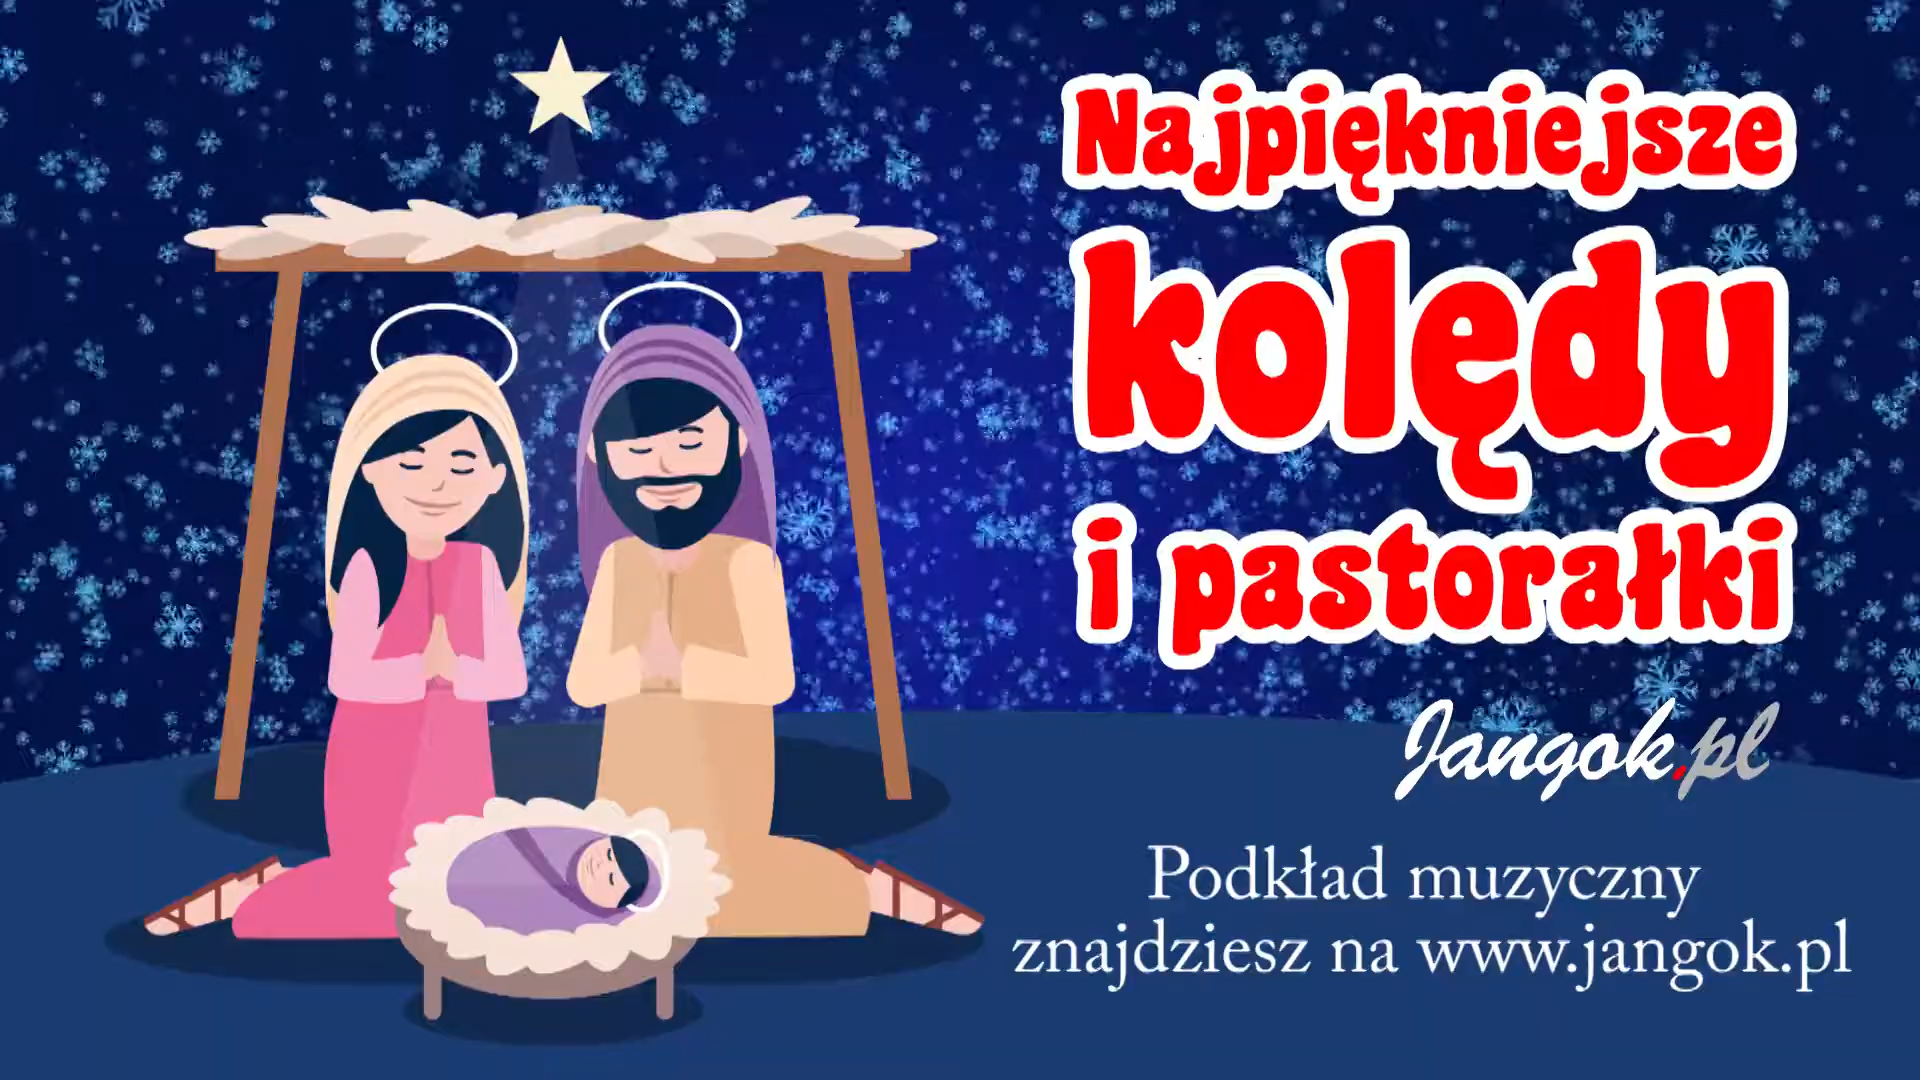 Najpiękniejsze
kolędy
i pastorałki
Jangok.pl
Podkład muzyczny
znajdziesz na www.jangok.pl